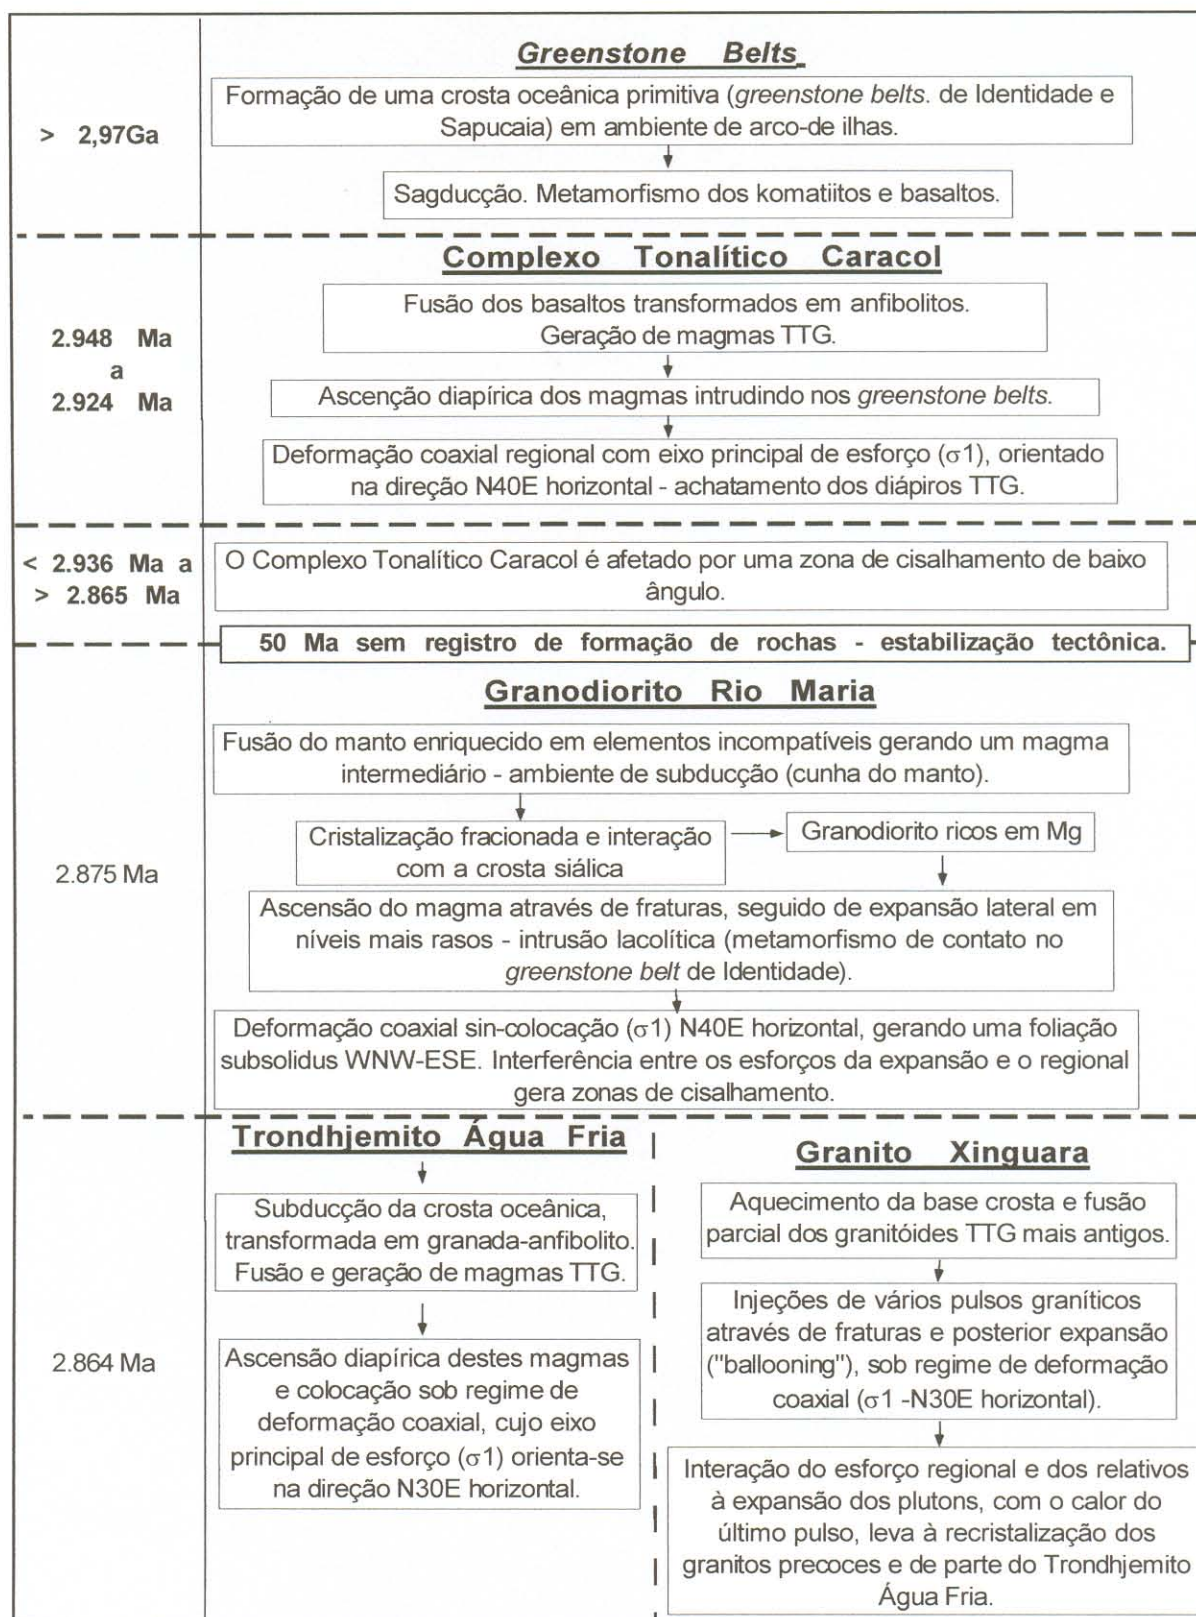 Greenstone Belts
> 2,97Ga
Formação de uma crosta oceânica primitiva (greenstone belts. de Identidade e
Sapucaia) em ambiente de arco-de ilhas.
Sagducção. Metamorfismo dos komatiitos e basaltos.
Complexo Tonalítico Caracol
2.948 Ma
a
2.924 Ma
Fusão dos basaltos transformados em anfibolitos.
Geração de magmas TTG.
Ascenção diapírica dos magmas intrudindo nos greenstone belts.
Deformação coaxial regional com eixo principal de esforço (σ1), orientado
na direção N40E horizontal - achatamento dos diápiros TTG.
< 2.936 Ma a
> 2.865 Ma
O Complexo Tonalítico Caracol é afetado por uma zona de cisalhamento de baixo
ângulo.
50 Ma sem registro de formação de rochas - estabilização tectônica.
Granodiorito Rio Maria
2.875 Ma
Fusão do manto enriquecido em elementos incompatíveis gerando um magma
intermediário - ambiente de subducção (cunha do manto).
Cristalização fracionada e interação
com a crosta siálica
Granodiorito ricos em Mg
Ascensão do magma através de fraturas, seguido de expansão lateral em
níveis mais rasos - intrusão lacolítica (metamorfismo de contato no
greenstone belt de Identidade).
Deformação coaxial sin-colocação (σ1) N40E horizontal, gerando uma foliação
subsolidus WNW-ESE. Interferência entre os esforços da expansão e o regional
gera zonas de cisalhamento.
2.864 Ma
Trondhjemito Água Fria
Subducção da crosta oceânica,
transformada em granada-anfibolito.
Fusão e geração de magmas TTG.
Ascensão diapírica destes magmas
e colocação sob regime de
deformação coaxial, cujo eixo
principal de esforço (σ1) orienta-se
na direção N30E horizontal.
Granito Xinguara
Aquecimento da base crosta e fusão
parcial dos granitóides TTG mais antigos.
Injeções de vários pulsos graníticos
através de fraturas e posterior expansão
("ballooning"), sob regime de deformação
coaxial (σ1 -N30E horizontal).
Interação do esforço regional e dos relativos
à expansão dos plutons, com o calor do
último pulso, leva à recristalização dos
granitos precoces e de parte do Trondhjemito
Água Fria.